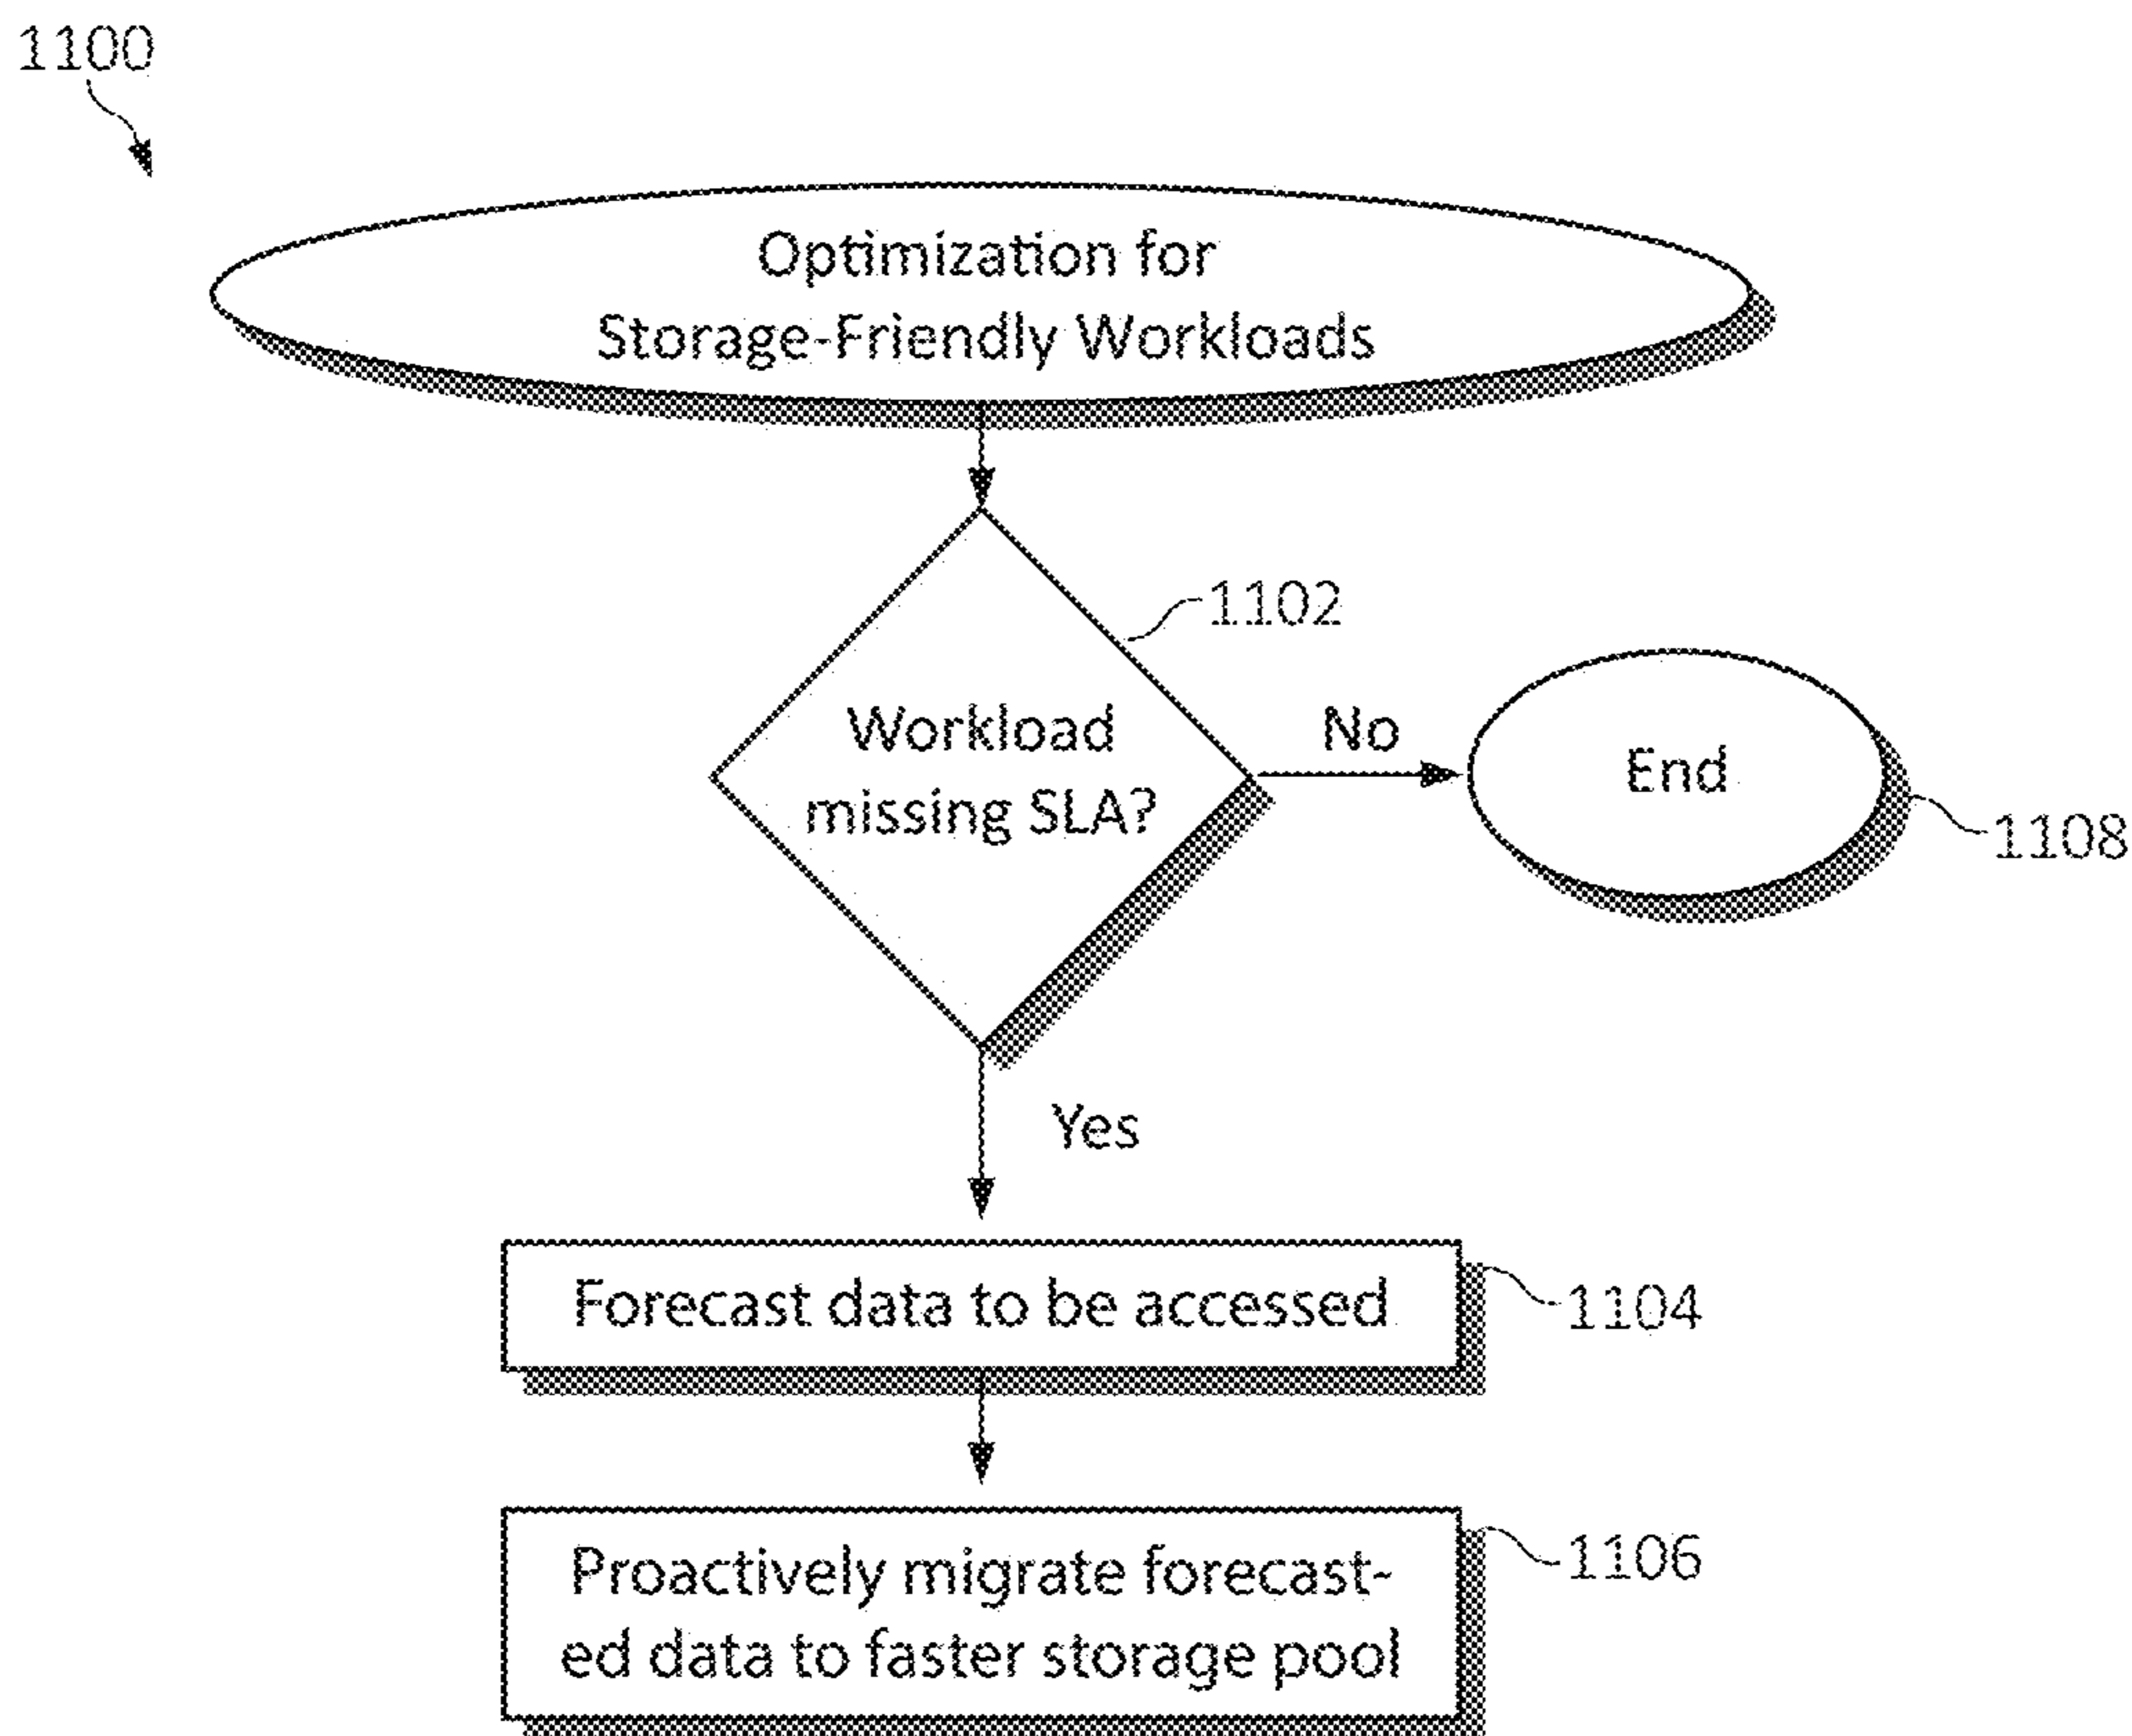 1100
Optimization for
Storage-Friendly Workloads
1102
Workload
missing SLA?
No
End
1108
Yes
Forecast data to be accessed
1104
Proactively migrate forecast-
ed data to faster storage pool
1106